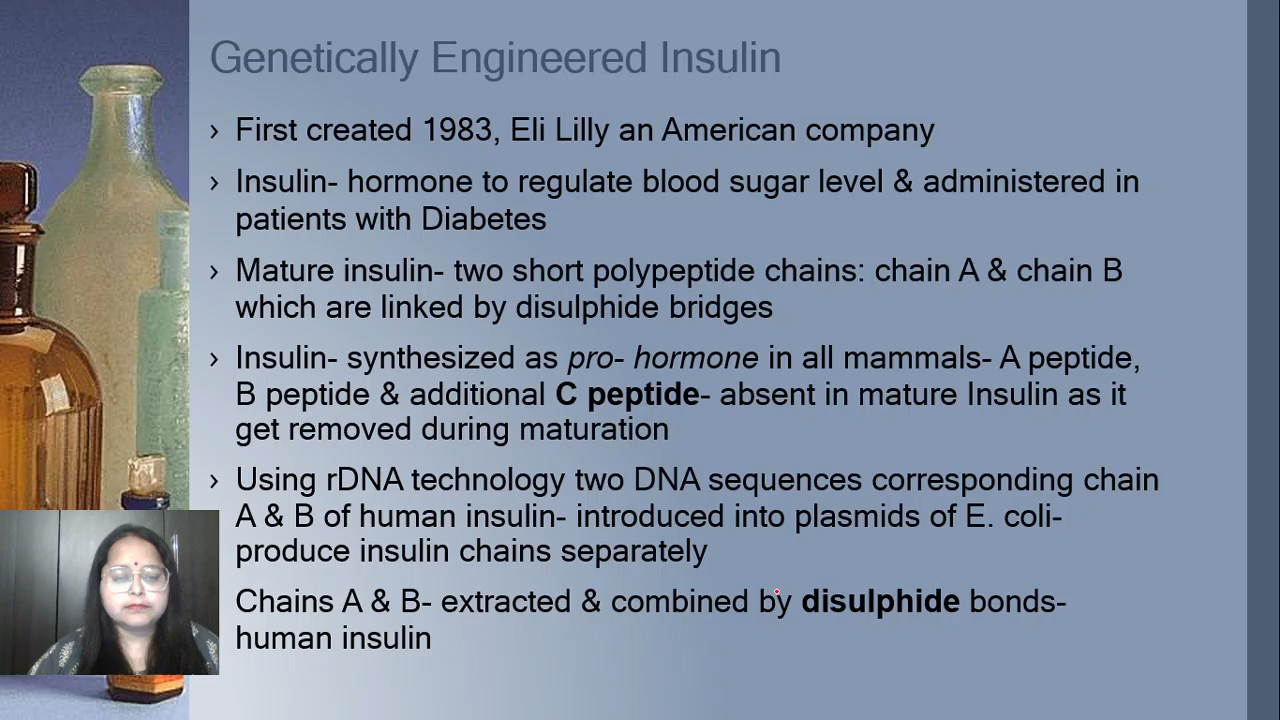 Genetically Engineered Insulin
› First created 1983, Eli Lilly an American company
› Insulin- hormone to regulate blood sugar level & administered in
patients with Diabetes
› Mature insulin- two short polypeptide chains: chain A & chain B
which are linked by disulphide bridges
› Insulin- synthesized as pro- hormone in all mammals- A peptide,
B peptide & additional C peptide- absent in mature Insulin as it
get removed during maturation
› Using rDNA technology two DNA sequences corresponding chain
A & B of human insulin- introduced into plasmids of E. coli-
produce insulin chains separately
Chains A & B- extracted & combined by disulphide bonds-
human insulin